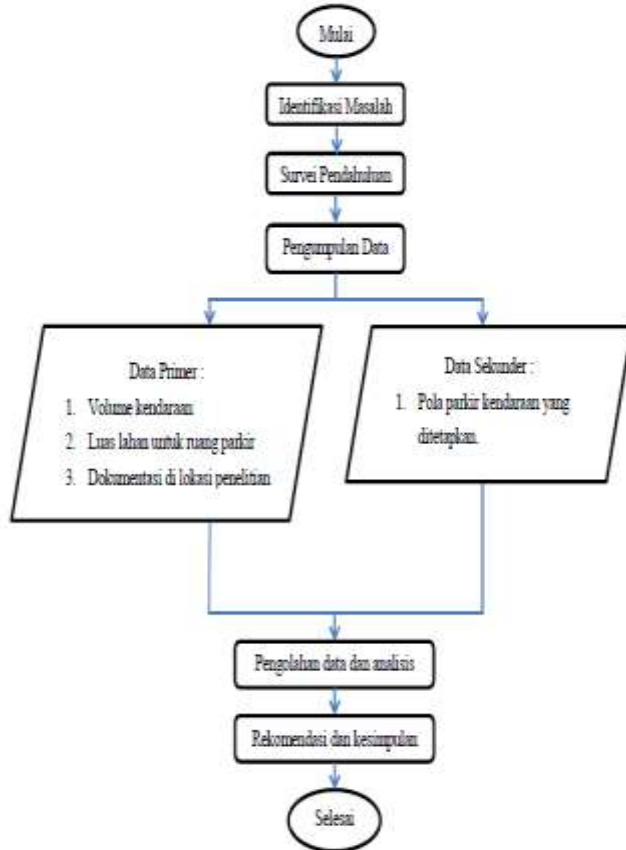 Mulai
Identifikasi Masalah
Survei Pendahuluan
Pengumpulan Data
Data Primer :
1. Volume kendaraan
2. Luas lahan untuk ruang parkir
3. Dokumentasi di lokasi penelitian
Data Sekunder :
1. Pola parkir kendaraan yang
ditetapkan.
Pengolahan data dan analisis
Rekomendasi dan kesimpulan
Selesai